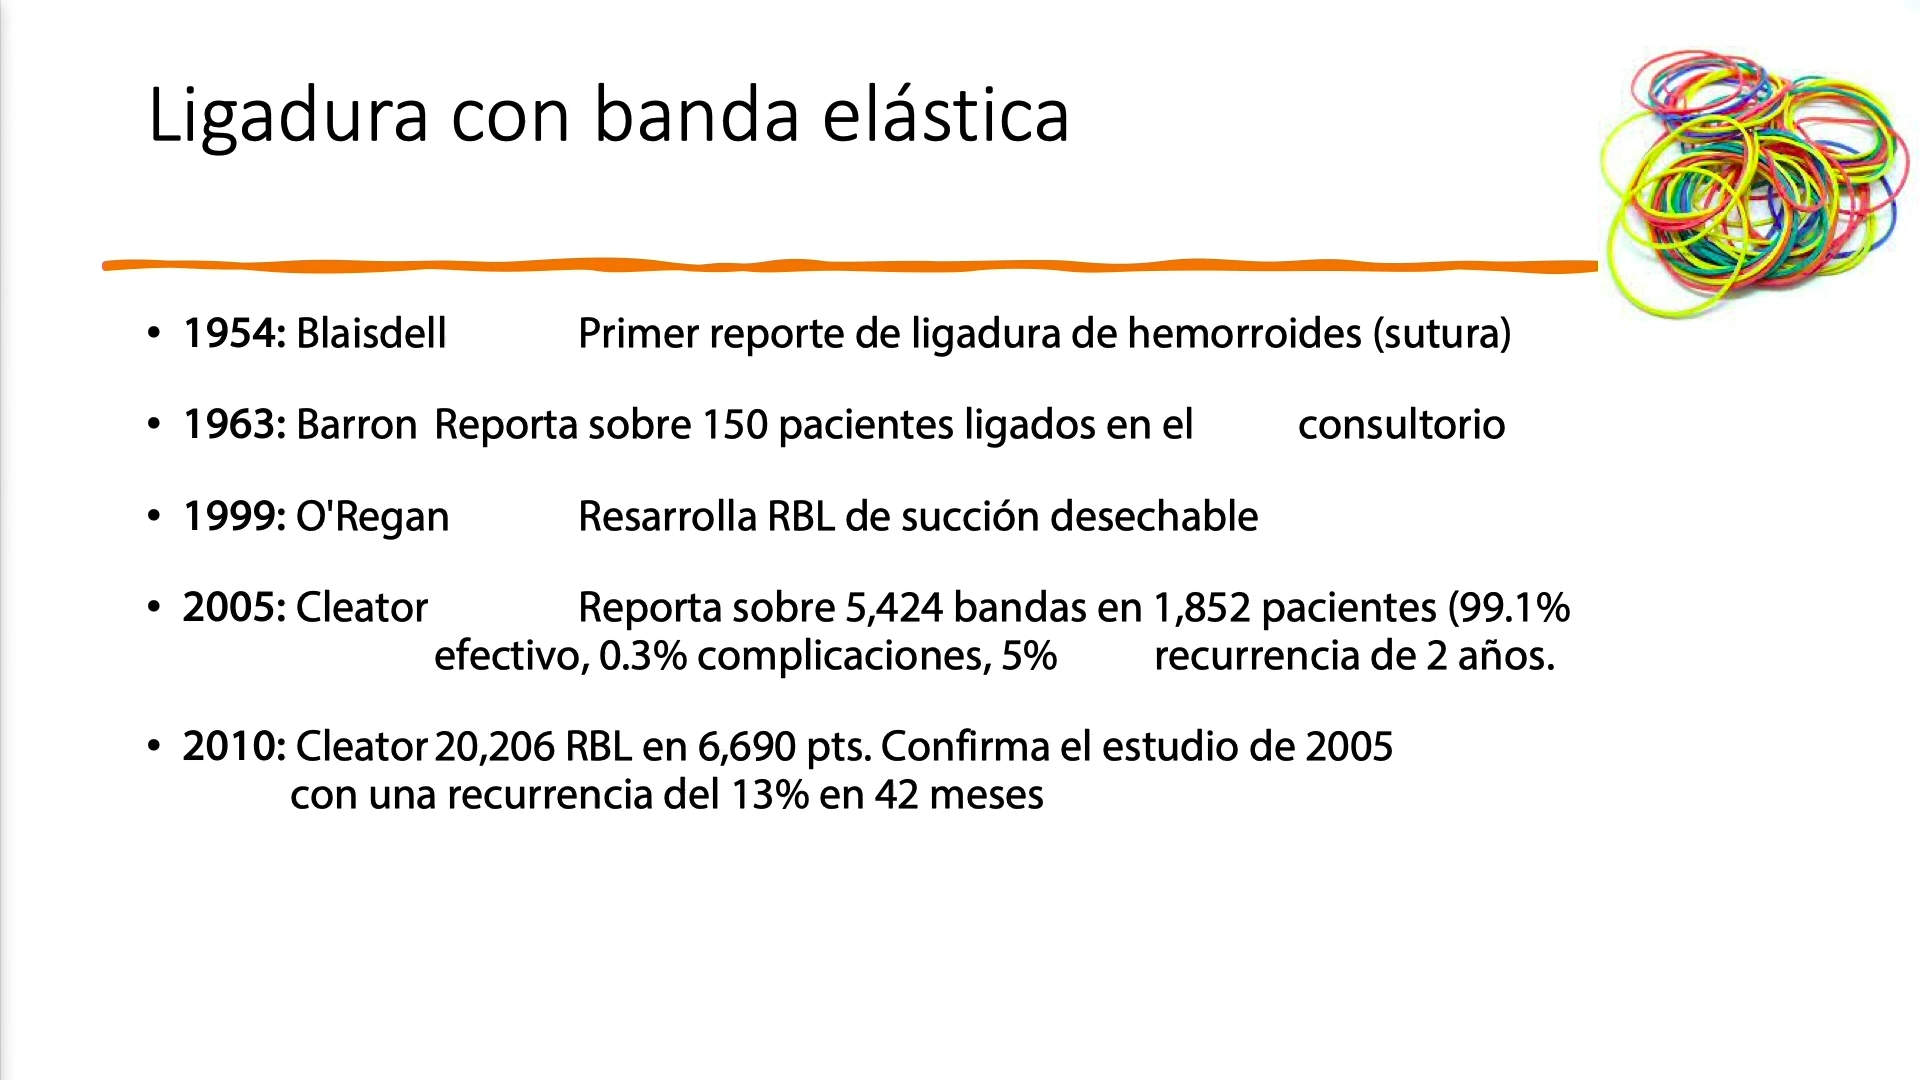 Ligadura con banda elástica
• 1954: Blaisdell Primer reporte de ligadura de hemorroides (sutura)
• 1963: Barron Reporta sobre 150 pacientes ligados en el consultorio
• 1999: O'Regan Resarrolla RBL de succión desechable
• 2005: Cleator Reporta sobre 5,424 bandas en 1,852 pacientes (99.1%
efectivo, 0.3% complicaciones, 5% recurrencia de 2 años.
• 2010: Cleator 20,206 RBL en 6,690 pts. Confirma el estudio de 2005
con una recurrencia del 13% en 42 meses